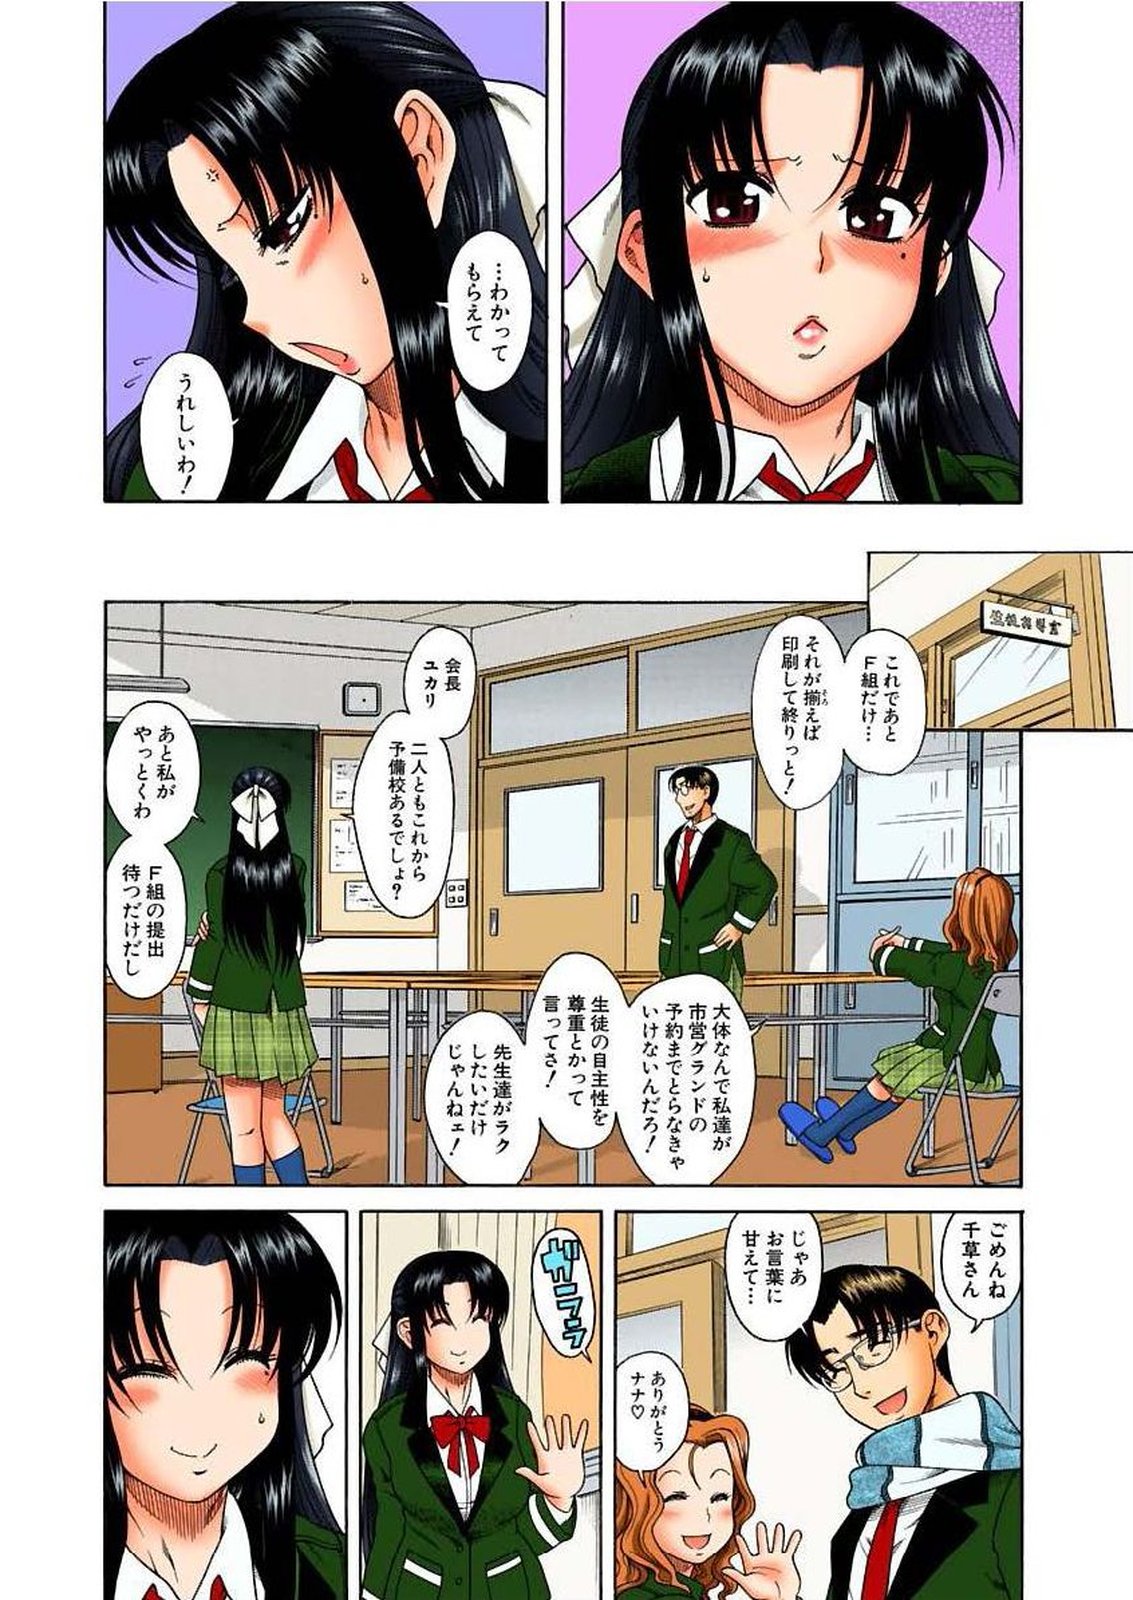 …わかって
もらえて
うれしいわ!
生徒指導室
これであと
F組だけ…
それが揃えば
そろ
印刷して終りっと!
会長
ユカリ
二人ともこれから
予備校あるでしょ?
あと私が
やっとくわ
F組の提出
待つだけだし
大体なんで私達が
市営グランドの
予約までとらなきゃ
いけないんだろ!
生徒の自主性を
尊重とかって
言ってさ!
先生達がラク
したいだけ
じゃんねェ!
ごめんね
千草さん
じゃあ
お言葉に
甘えて…
ありがとう
ナナ♡
ガララ